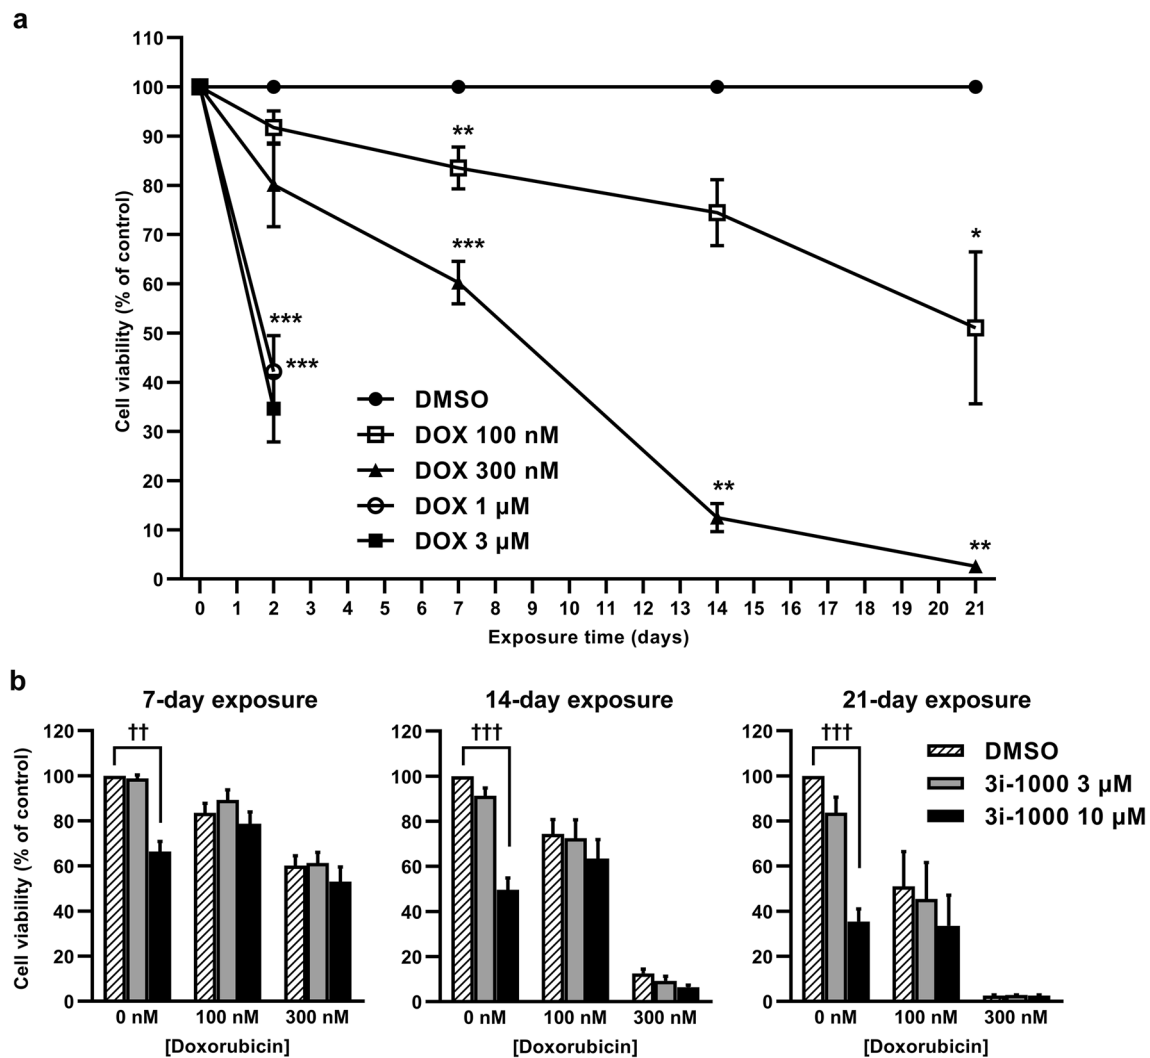 a
110
100
90
80
70
60
50
40
30
20
10
0
Cell viability (% of control)
**
*
***
***
***
**
**
DMSO
DOX 100 nM
DOX 300 nM
DOX 1 µM
DOX 3 µM
0 1 2 3 4 5 6 7 8 9 10 11 12 13 14 15 16 17 18 19 20 21
Exposure time (days)
b
7-day exposure
120
100
80
60
40
20
0
Cell viability (% of control)
††
0 nM 100 nM 300 nM
[Doxorubicin]
14-day exposure
120
100
80
60
40
20
0
†††
0 nM 100 nM 300 nM
[Doxorubicin]
21-day exposure
120
100
80
60
40
20
0
†††
DMSO
3i-1000 3 µM
3i-1000 10 µM
0 nM 100 nM 300 nM
[Doxorubicin]